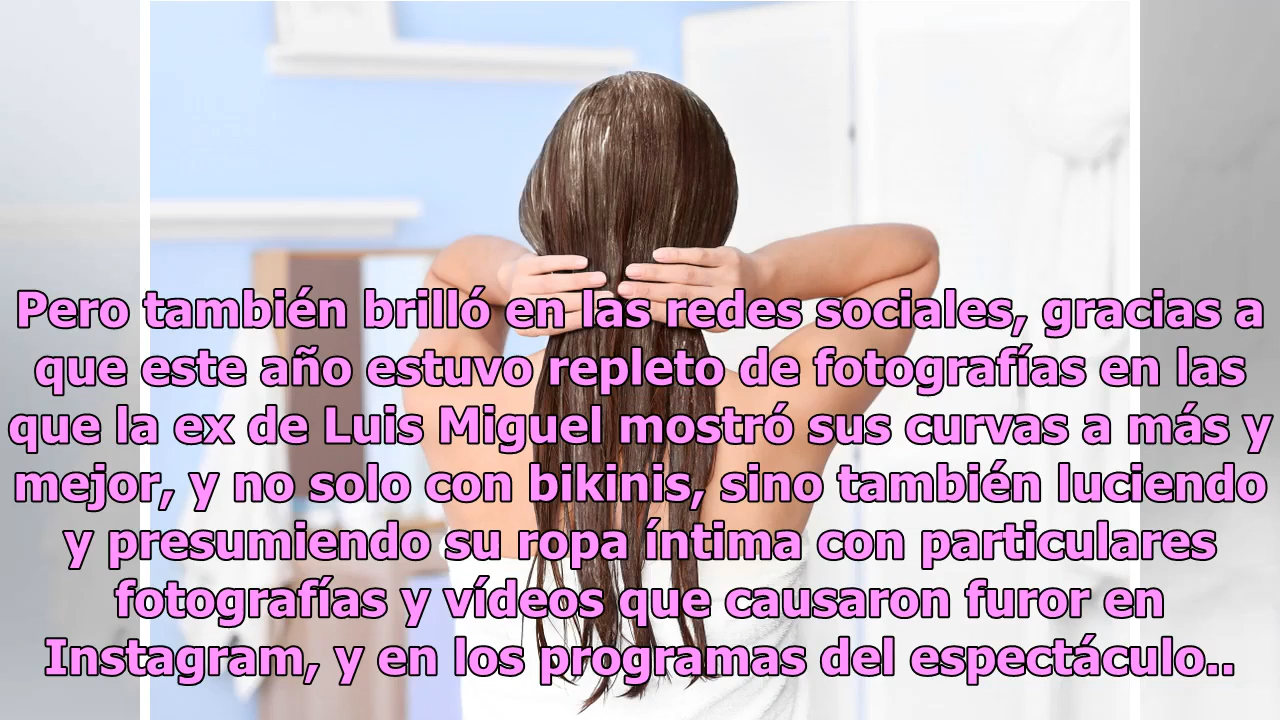 Pero también brilló en las redes sociales, gracias a
que este año estuvo repleto de fotografías en las
que la ex de Luis Miguel mostró sus curvas a más y
mejor, y no solo con bikinis, sino también luciendo
y presumiendo su ropa íntima con particulares
fotografías y vídeos que causaron furor en
Instagram, y en los programas del espectáculo..